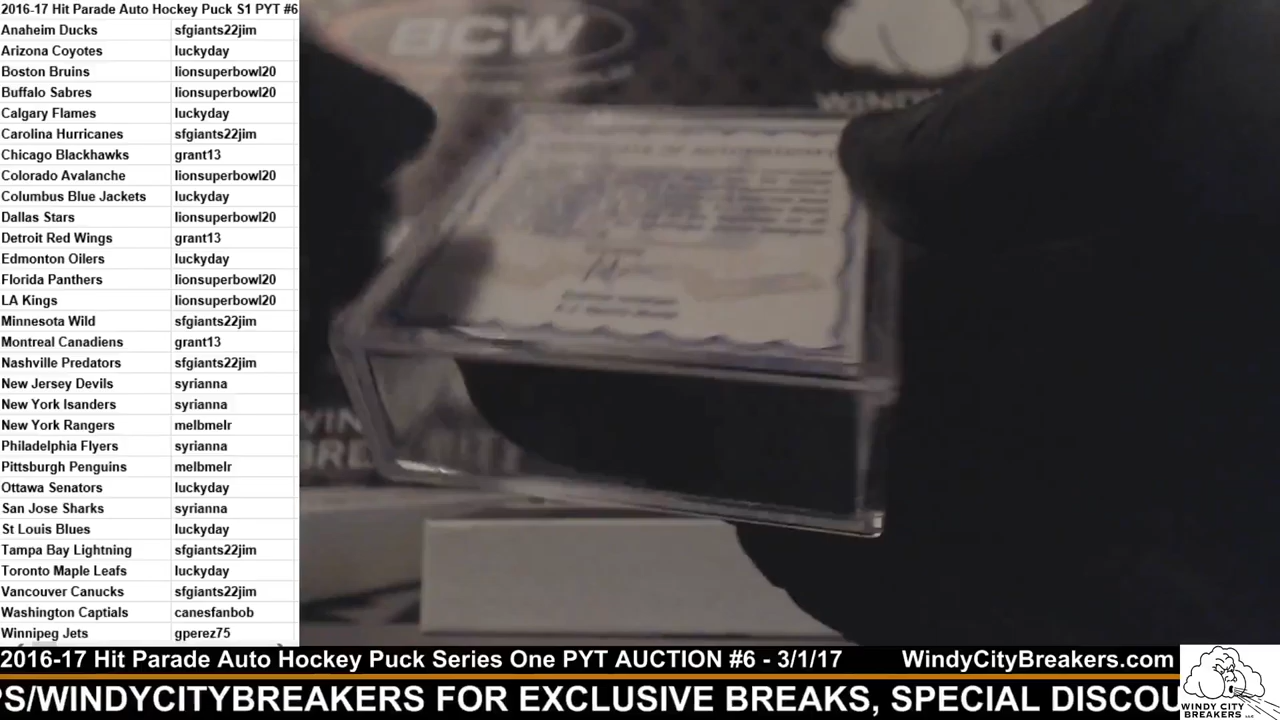 2016-17 Hit Parade Auto Hockey Puck S1 PYT #6
Anaheim Ducks sfgiants22jim
Arizona Coyotes luckyday
Boston Bruins lionsuperbowl20
Buffalo Sabres lionsuperbowl20
Calgary Flames luckyday
Carolina Hurricanes sfgiants22jim
Chicago Blackhawks grant13
Colorado Avalanche lionsuperbowl20
Columbus Blue Jackets luckyday
Dallas Stars lionsuperbowl20
Detroit Red Wings grant13
Edmonton Oilers luckyday
Florida Panthers lionsuperbowl20
LA Kings lionsuperbowl20
Minnesota Wild sfgiants22jim
Montreal Canadiens grant13
Nashville Predators sfgiants22jim
New Jersey Devils syrianna
New York Isanders syrianna
New York Rangers melbmelr
Philadelphia Flyers syrianna
Pittsburgh Penguins melbmelr
Ottawa Senators luckyday
San Jose Sharks syrianna
St Louis Blues luckyday
Tampa Bay Lightning sfgiants22jim
Toronto Maple Leafs luckyday
Vancouver Canucks sfgiants22jim
Washington Captials canesfanbob
Winnipeg Jets gperez75
BCW
WINDY
OF AUTHENTICITY
2016-17 Hit Parade Auto Hockey Puck Series One PYT AUCTION #6 - 3/1/17 WindyCityBreakers.com
PS/WINDYCITYBREAKERS FOR EXCLUSIVE BREAKS, SPECIAL DISCOU
WINDY CITY
BREAKERS LLC